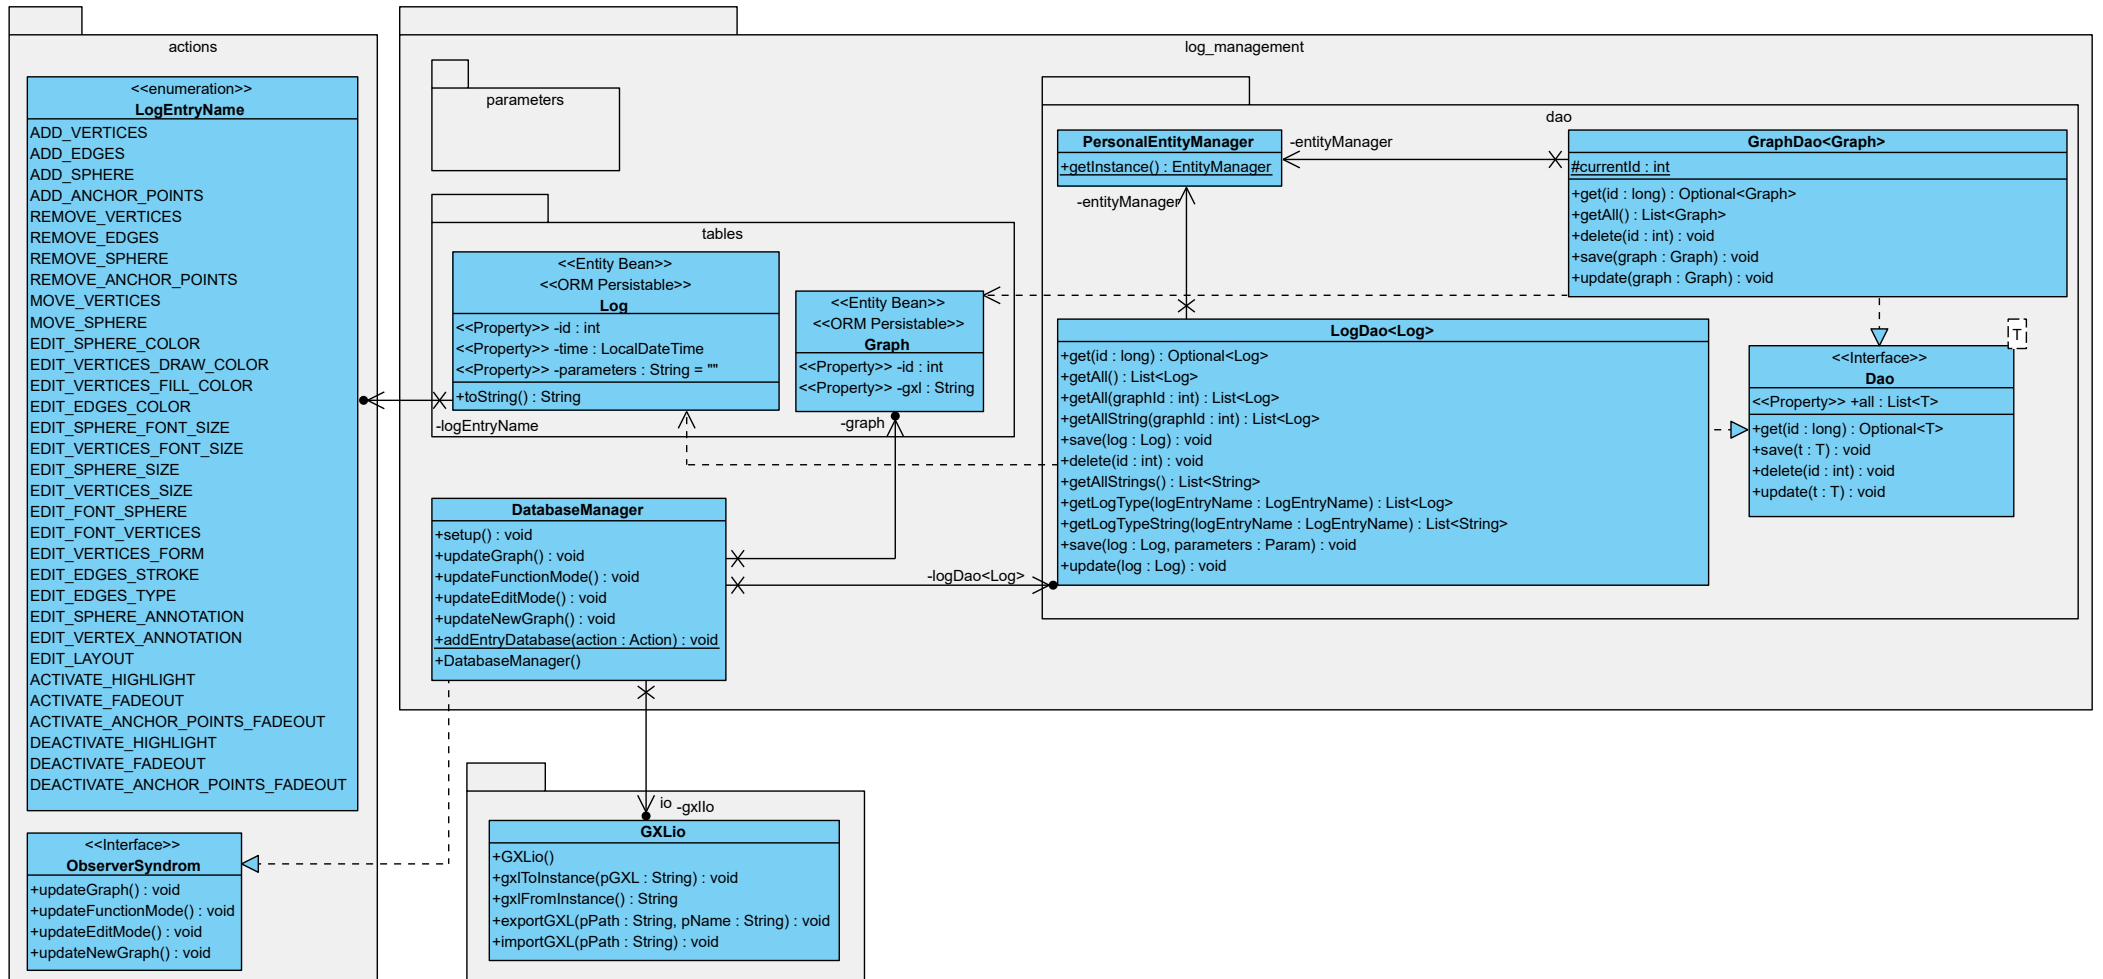 actions
<<enumeration>>
LogEntryName
ADD_VERTICES
ADD_EDGES
ADD_SPHERE
ADD_ANCHOR_POINTS
REMOVE_VERTICES
REMOVE_EDGES
REMOVE_SPHERE
REMOVE_ANCHOR_POINTS
MOVE_VERTICES
MOVE_SPHERE
EDIT_SPHERE_COLOR
EDIT_VERTICES_DRAW_COLOR
EDIT_VERTICES_FILL_COLOR
EDIT_EDGES_COLOR
EDIT_SPHERE_FONT_SIZE
EDIT_VERTICES_FONT_SIZE
EDIT_SPHERE_SIZE
EDIT_VERTICES_SIZE
EDIT_FONT_SPHERE
EDIT_FONT_VERTICES
EDIT_VERTICES_FORM
EDIT_EDGES_STROKE
EDIT_EDGES_TYPE
EDIT_SPHERE_ANNOTATION
EDIT_VERTEX_ANNOTATION
EDIT_LAYOUT
ACTIVATE_HIGHLIGHT
ACTIVATE_FADEOUT
ACTIVATE_ANCHOR_POINTS_FADEOUT
DEACTIVATE_HIGHLIGHT
DEACTIVATE_FADEOUT
DEACTIVATE_ANCHOR_POINTS_FADEOUT
<<Interface>>
ObserverSyndrom
+updateGraph() : void
+updateFunctionMode() : void
+updateEditMode() : void
+updateNewGraph() : void
log_management
parameters
tables
<<Entity Bean>>
<<ORM Persistable>>
Log
<<Property>> -id : int
<<Property>> -time : LocalDateTime
<<Property>> -parameters : String = ""
+toString() : String
-logEntryName
<<Entity Bean>>
<<ORM Persistable>>
Graph
<<Property>> -id : int
<<Property>> -gxl : String
-graph
DatabaseManager
+setup() : void
+updateGraph() : void
+updateFunctionMode() : void
+updateEditMode() : void
+updateNewGraph() : void
+addEntryDatabase(action : Action) : void
+DatabaseManager()
-logDao<Log>
dao
PersonalEntityManager
+getInstance() : EntityManager
-entityManager
-entityManager
GraphDao<Graph>
#currentId : int
+get(id : long) : Optional<Graph>
+getAll() : List<Graph>
+delete(id : int) : void
+save(graph : Graph) : void
+update(graph : Graph) : void
LogDao<Log>
+get(id : long) : Optional<Log>
+getAll() : List<Log>
+getAll(graphId : int) : List<Log>
+getAllString(graphId : int) : List<Log>
+save(log : Log) : void
+delete(id : int) : void
+getAllStrings() : List<String>
+getLogType(logEntryName : LogEntryName) : List<Log>
+getLogTypeString(logEntryName : LogEntryName) : List<String>
+save(log : Log, parameters : Param) : void
+update(log : Log) : void
T
<<Interface>>
Dao
<<Property>> +all : List<T>
+get(id : long) : Optional<T>
+save(t : T) : void
+delete(id : int) : void
+update(t : T) : void
io
-gxlIo
GXLio
+GXLio()
+gxlToInstance(pGXL : String) : void
+gxlFromInstance() : String
+exportGXL(pPath : String, pName : String) : void
+importGXL(pPath : String) : void